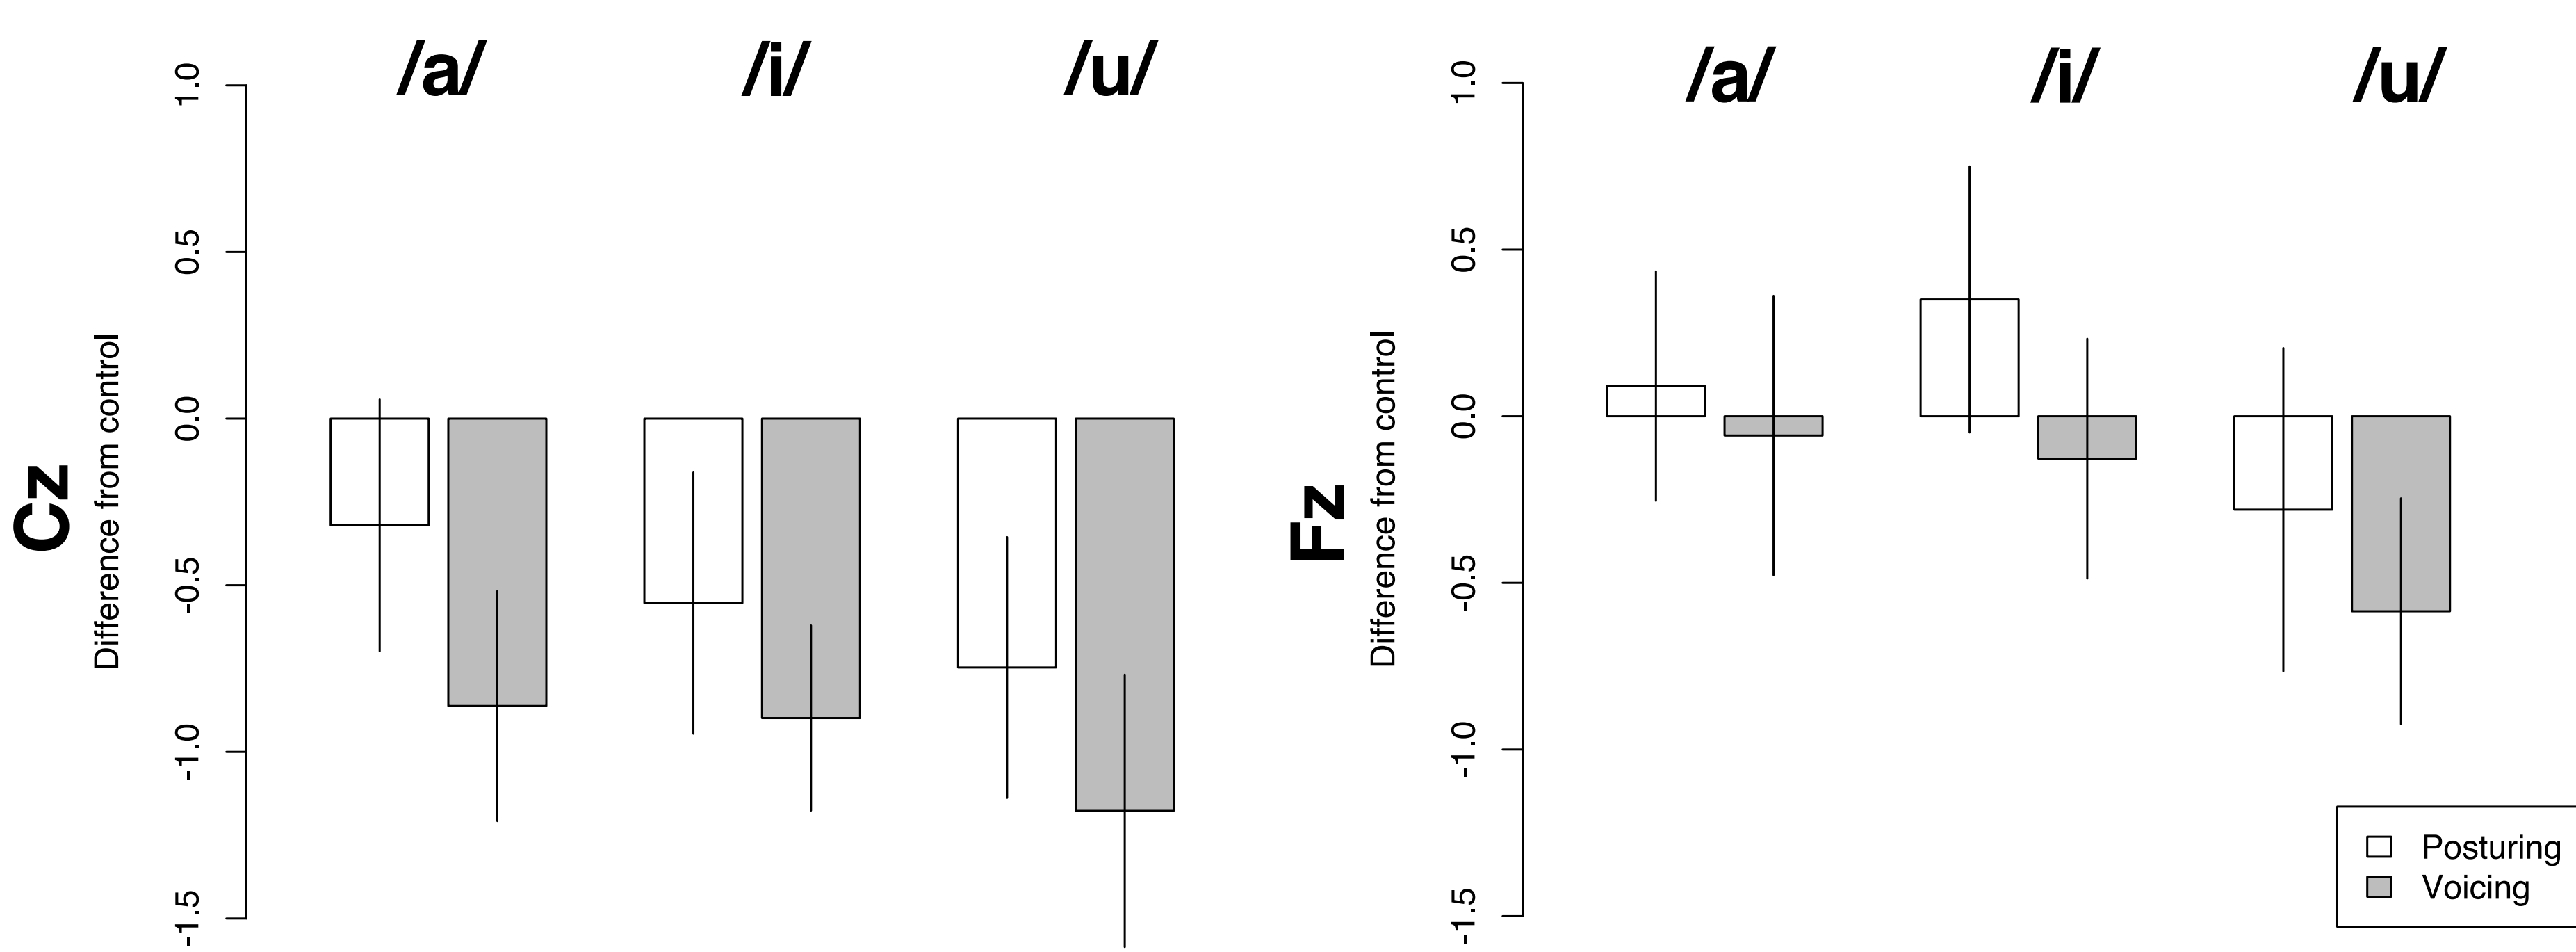 /a/ /i/ /u/
1.0
0.5
0.0
-0.5
-1.0
-1.5
Cz
Difference from control
/a/ /i/ /u/
1.0
0.5
0.0
-0.5
-1.0
-1.5
Fz
Difference from control
Posturing
Voicing